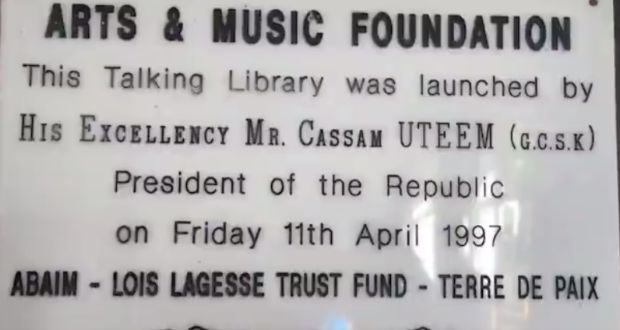 ARTS & MUSIC FOUNDATION
This Talking Library was launched by
HIS EXCELLENCY MR. CASSAM UTEEM (G.C.S.K)
President of the Republic
on Friday 11th April 1997
ABAIM - LOIS LAGESSE TRUST FUND - TERRE DE PAIX